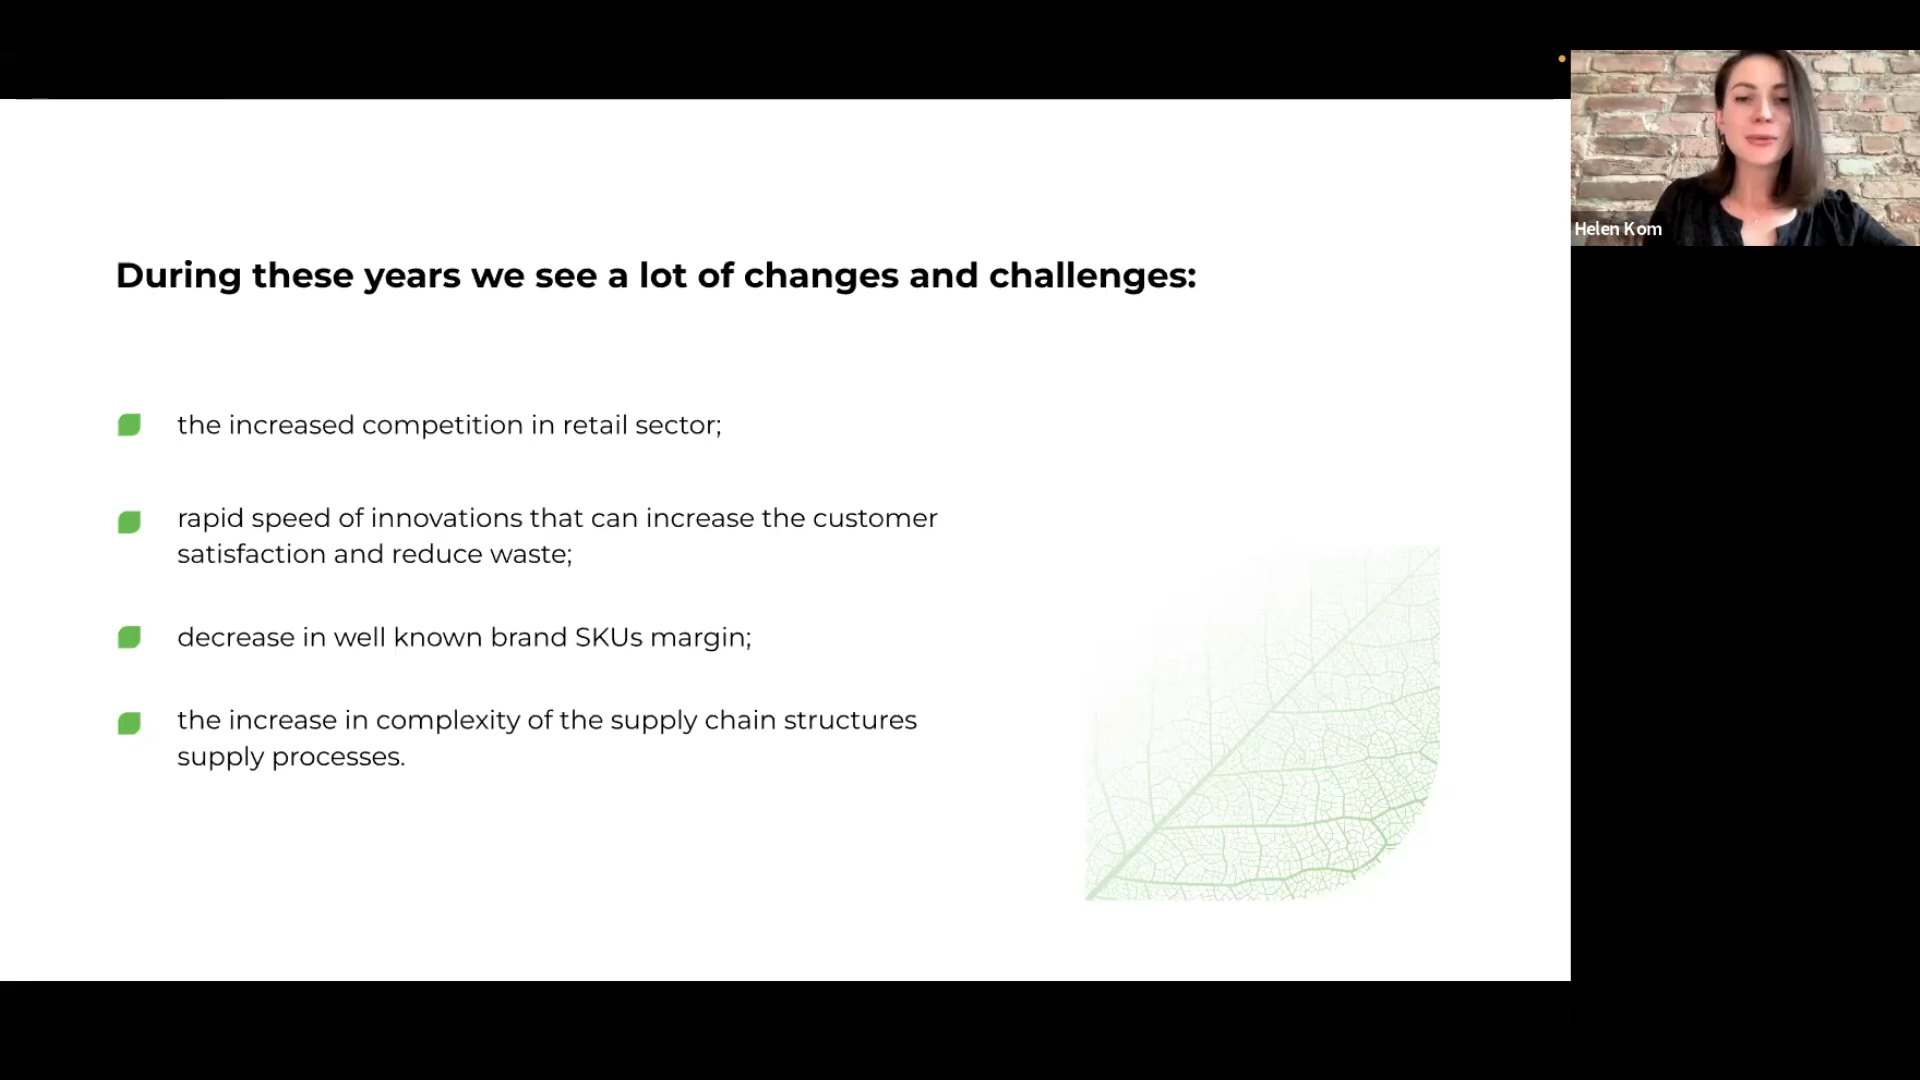 Helen Kom
During these years we see a lot of changes and challenges:
the increased competition in retail sector;
rapid speed of innovations that can increase the customer
satisfaction and reduce waste;
decrease in well known brand SKUs margin;
the increase in complexity of the supply chain structures
supply processes.